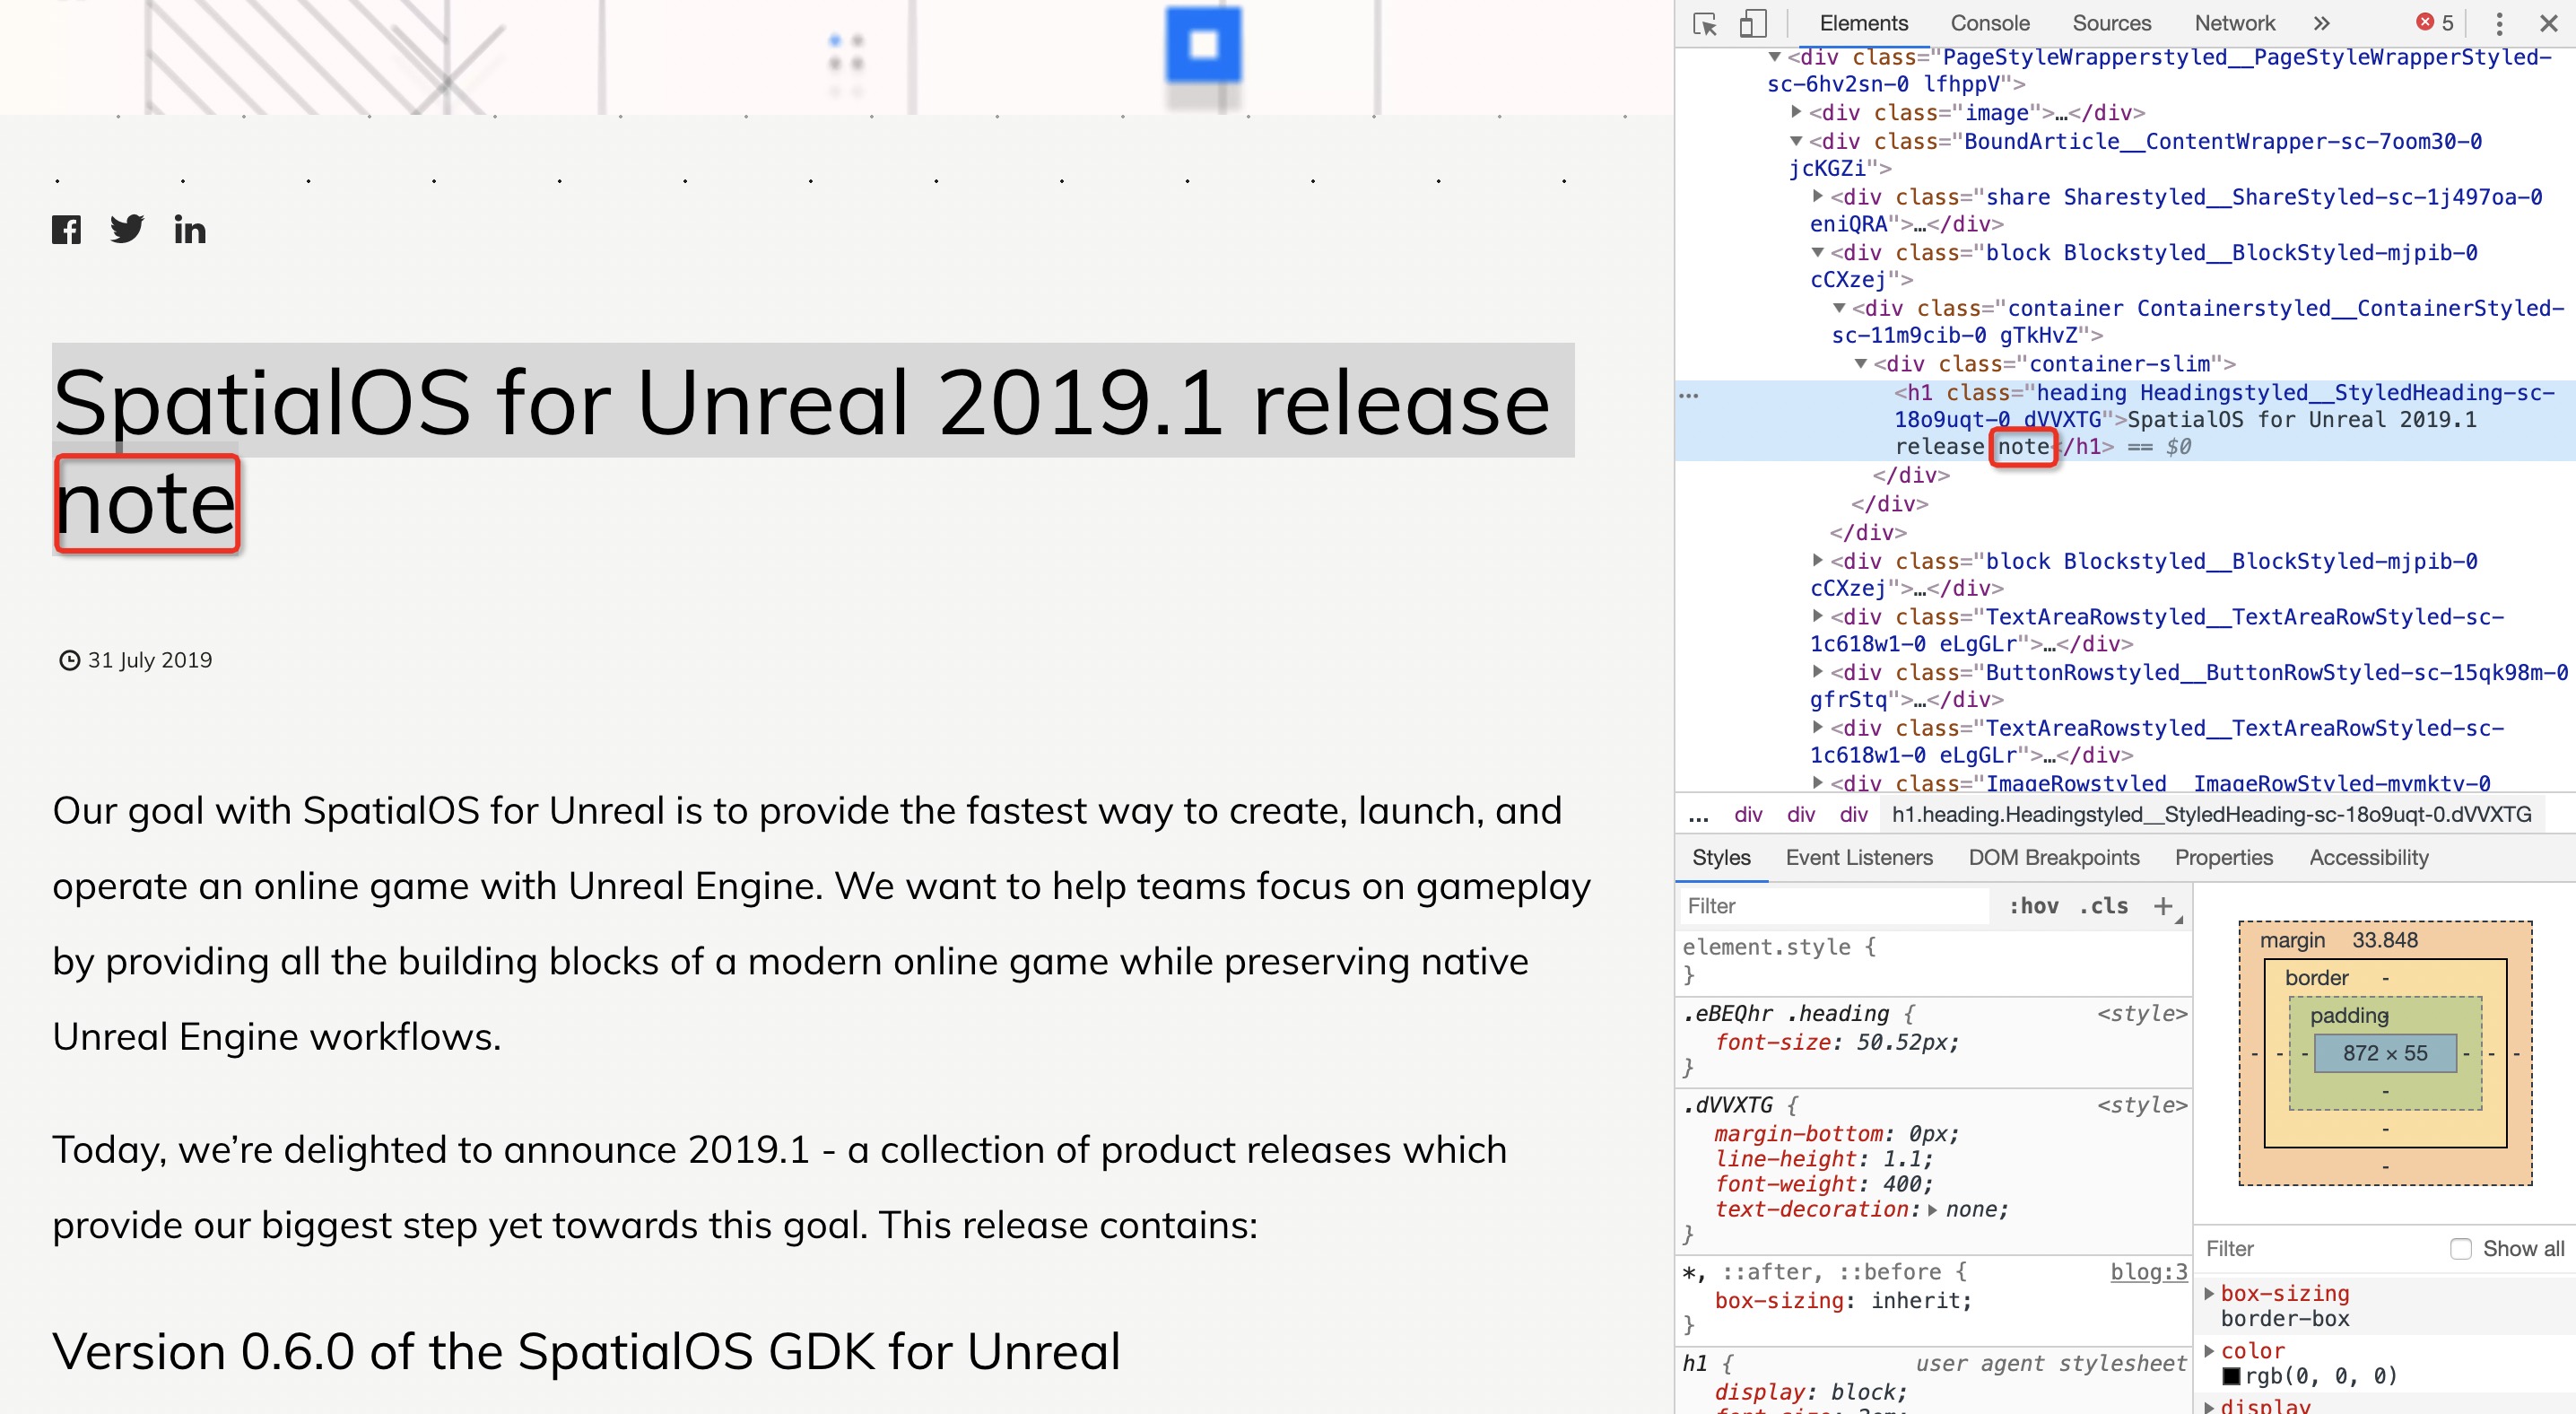 SpatialOS for Unreal 2019.1 release
note
31 July 2019
Our goal with SpatialOS for Unreal is to provide the fastest way to create, launch, and
operate an online game with Unreal Engine. We want to help teams focus on gameplay
by providing all the building blocks of a modern online game while preserving native
Unreal Engine workflows.
Today, we’re delighted to announce 2019.1 - a collection of product releases which
provide our biggest step yet towards this goal. This release contains:
Version 0.6.0 of the SpatialOS GDK for Unreal
Elements Console Sources Network » 5
<div class="PageStyleWrapperstyled__PageStyleWrapperStyled-
sc-6hv2sn-0 lfhppV">
<div class="image">…</div>
<div class="BoundArticle__ContentWrapper-sc-7oom30-0
jcKGZi">
<div class="share Sharestyled__ShareStyled-sc-1j497oa-0
eniQRA">…</div>
<div class="block Blockstyled__BlockStyled-mjpib-0
cCXzej">
<div class="container Containerstyled__ContainerStyled-
sc-11m9cib-0 gTkHvZ">
<div class="container-slim">
<h1 class="heading Headingstyled__StyledHeading-sc-
18o9uqt-0 dVVXTG">SpatialOS for Unreal 2019.1
release note</h1> == $0
</div>
</div>
</div>
<div class="block Blockstyled__BlockStyled-mjpib-0
cCXzej">…</div>
<div class="TextAreaRowstyled__TextAreaRowStyled-sc-
1c618w1-0 eLgGLr">…</div>
<div class="ButtonRowstyled__ButtonRowStyled-sc-15qk98m-0
gfrStq">…</div>
<div class="TextAreaRowstyled__TextAreaRowStyled-sc-
1c618w1-0 eLgGLr">…</div>
<div class="ImageRowstyled__ImageRowStyled-mymktv-0
... div div div h1.heading.Headingstyled__StyledHeading-sc-18o9uqt-0.dVVXTG
Styles Event Listeners DOM Breakpoints Properties Accessibility
Filter :hov .cls +
element.style {
}
.eBEQhr .heading { <style>
font-size: 50.52px;
}
.dVVXTG { <style>
margin-bottom: 0px;
line-height: 1.1;
font-weight: 400;
text-decoration: none;
}
*, ::after, ::before { blog:3
box-sizing: inherit;
}
h1 { user agent stylesheet
display: block;
margin 33.848
border -
padding -
- - - 872 × 55 - - -
-
-
-
Filter Show all
box-sizing
border-box
color
rgb(0, 0, 0)
display